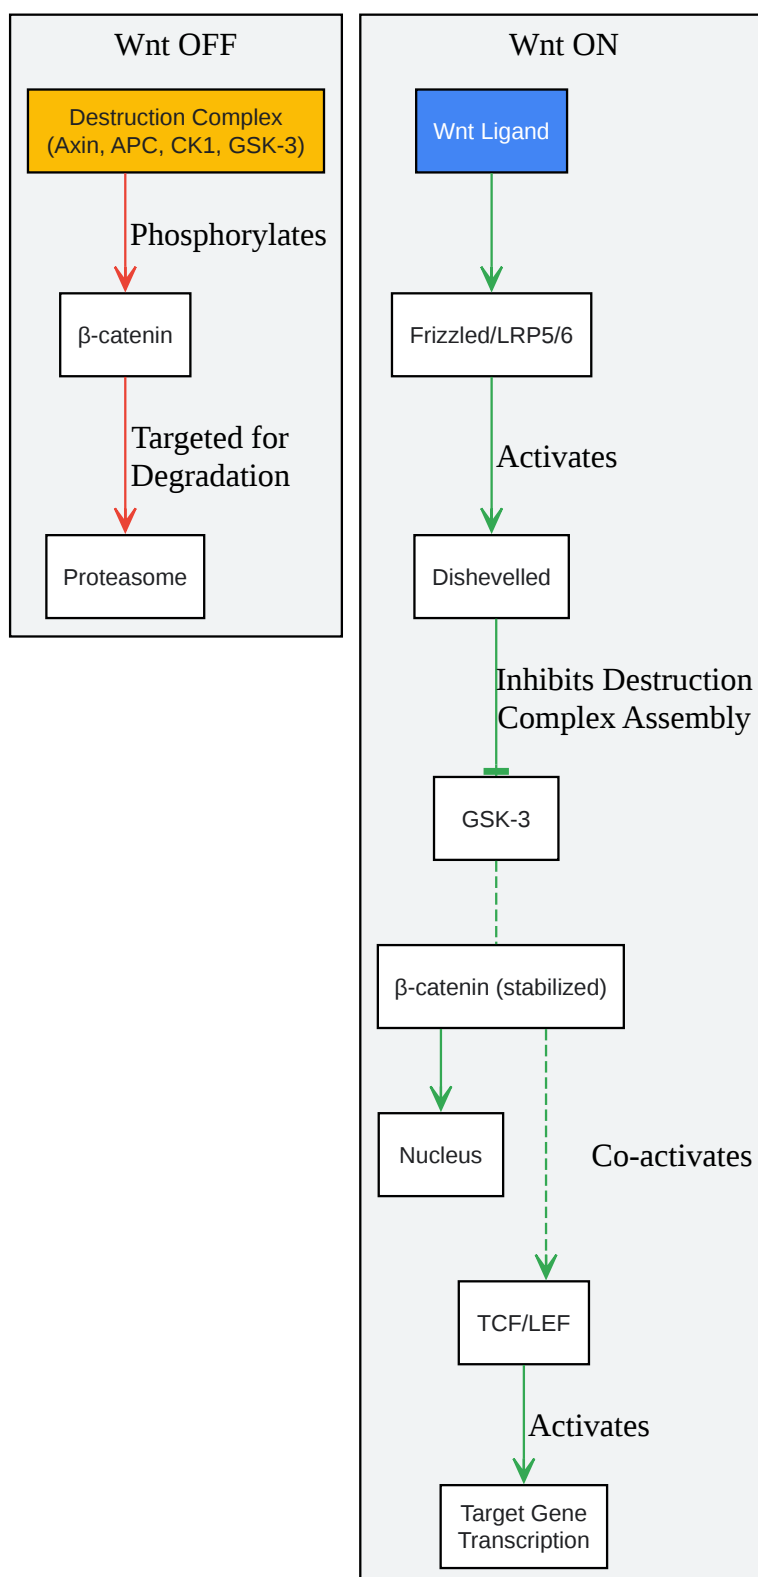 Wnt OFF
Destruction Complex
(Axin, APC, CK1, GSK-3)
Phosphorylates
β-catenin
Targeted for
Degradation
Proteasome
Wnt ON
Wnt Ligand
Frizzled/LRP5/6
Activates
Dishevelled
Inhibits Destruction
Complex Assembly
GSK-3
β-catenin (stabilized)
Nucleus
Co-activates
TCF/LEF
Activates
Target Gene
Transcription